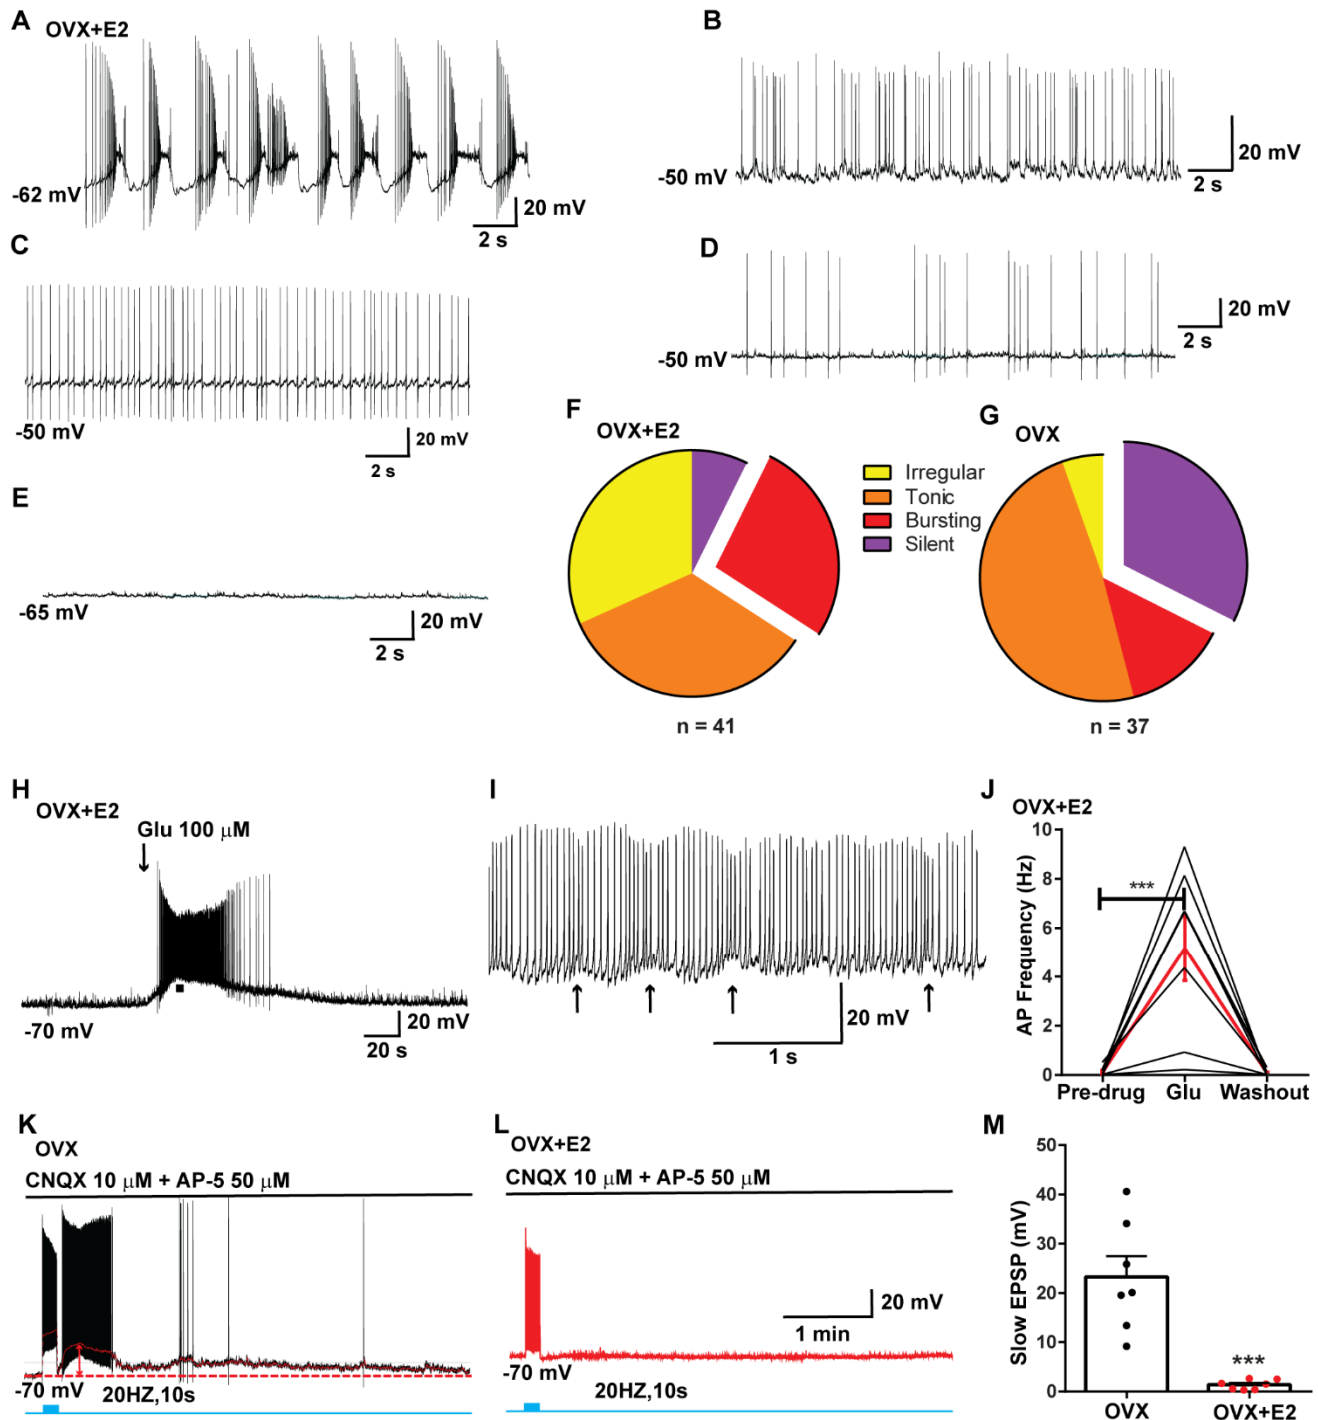 A
OVX+E2
-62 mV
20 mV
2 s
B
-50 mV
20 mV
2 s
C
-50 mV
20 mV
2 s
D
-50 mV
20 mV
2 s
E
-65 mV
20 mV
2 s
F
OVX+E2
n = 41
Irregular
Tonic
Bursting
Silent
G
OVX
n = 37
H
OVX+E2
Glu 100 μM
-70 mV
20 mV
20 s
I
20 mV
1 s
J
OVX+E2
AP Frequency (Hz)
10
8
6
4
2
0
***
Pre-drug Glu Washout
K
OVX
CNQX 10 μM + AP-5 50 μM
-70 mV
20HZ,10s
L
OVX+E2
CNQX 10 μM + AP-5 50 μM
20 mV
1 min
-70 mV
20HZ,10s
M
Slow EPSP (mV)
50
40
30
20
10
0
***
OVX OVX+E2